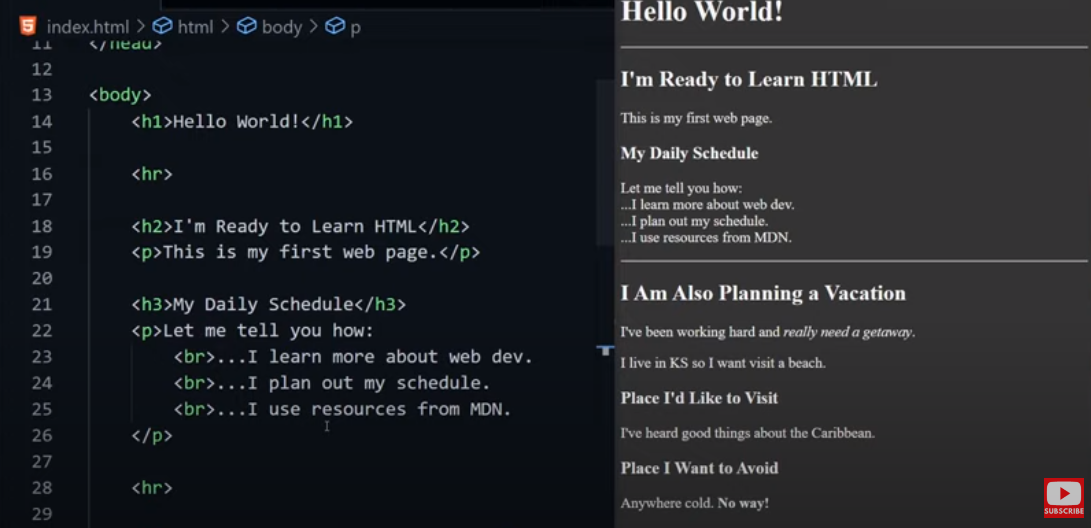 index.html > html > body > p
11 </head>
12
13 <body>
14 <h1>Hello World!</h1>
15
16 <hr>
17
18 <h2>I'm Ready to Learn HTML</h2>
19 <p>This is my first web page.</p>
20
21 <h3>My Daily Schedule</h3>
22 <p>Let me tell you how:
23 <br>...I learn more about web dev.
24 <br>...I plan out my schedule.
25 <br>...I use resources from MDN.
26 </p>
27
28 <hr>
29
Hello World!
I'm Ready to Learn HTML
This is my first web page.
My Daily Schedule
Let me tell you how:
...I learn more about web dev.
...I plan out my schedule.
...I use resources from MDN.
I Am Also Planning a Vacation
I've been working hard and really need a getaway.
I live in KS so I want visit a beach.
Place I'd Like to Visit
I've heard good things about the Caribbean.
Place I Want to Avoid
Anywhere cold. No way!
SUBSCRIBE